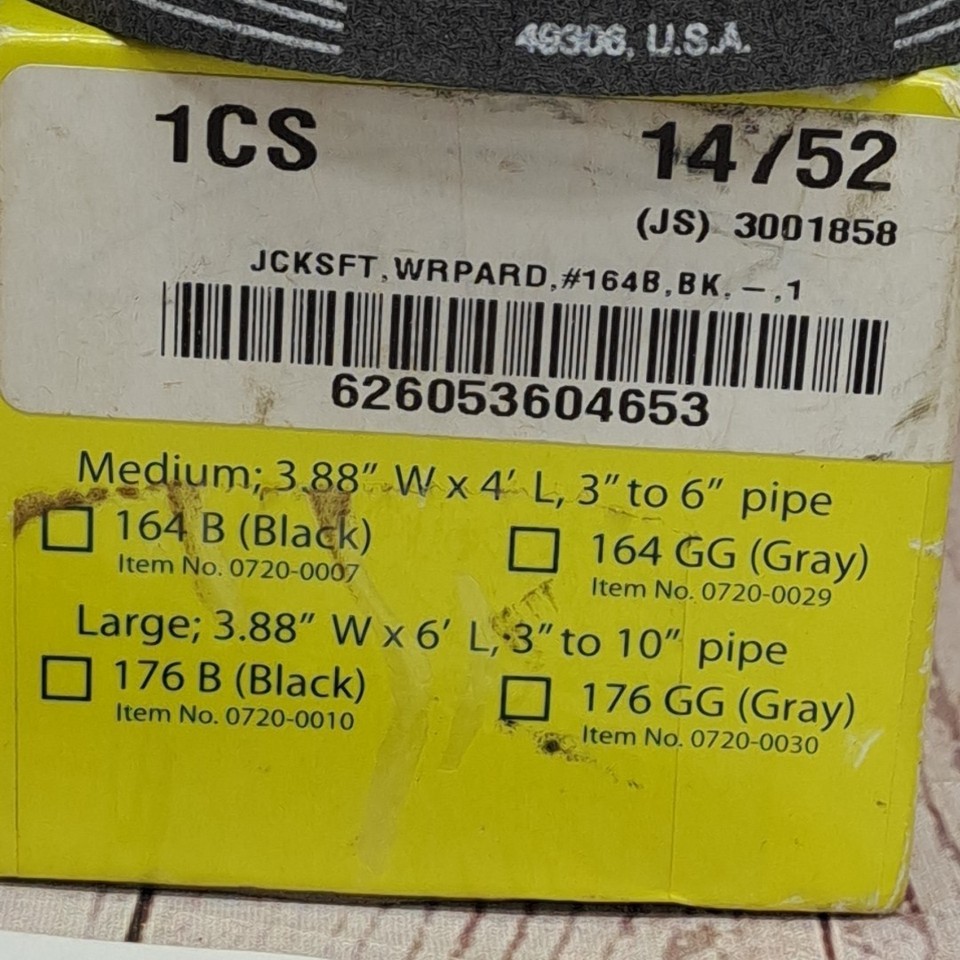 49306, U.S.A.
1CS 14752
(JS) 3001858
JCKSFT,WRPARD,#164B,BK,–,1
626053604653
Medium; 3.88” W x 4’ L, 3” to 6” pipe
164 B (Black) 164 GG (Gray)
Item No. 0720-0007 Item No. 0720-0029
Large; 3.88” W x 6’ L, 3” to 10” pipe
176 B (Black) 176 GG (Gray)
Item No. 0720-0010 Item No. 0720-0030